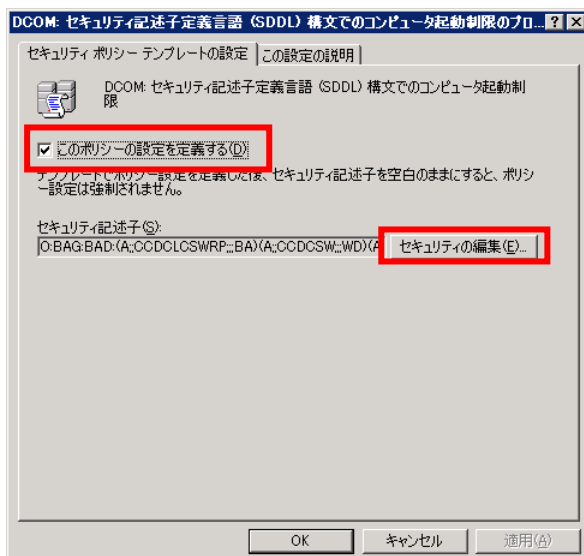 DCOM: セキュリティ記述子定義言語 (SDDL) 構文でのコンピュータ起動制限のプロ...
セキュリティ ポリシー テンプレートの設定 この設定の説明
DCOM: セキュリティ記述子定義言語 (SDDL) 構文でのコンピュータ起動制
限
このポリシーの設定を定義する(D)
テンプレートでポリシー設定を定義した後、セキュリティ記述子を空白のままにすると、ポリシ
ー設定は強制されません。
セキュリティ記述子(S):
O:BAG:BAD:(A;;CCDCLCSWRP;;;BA)(A;;CCDCSW;;;WD)(A セキュリティの編集(E)...
OK キャンセル 適用(A)